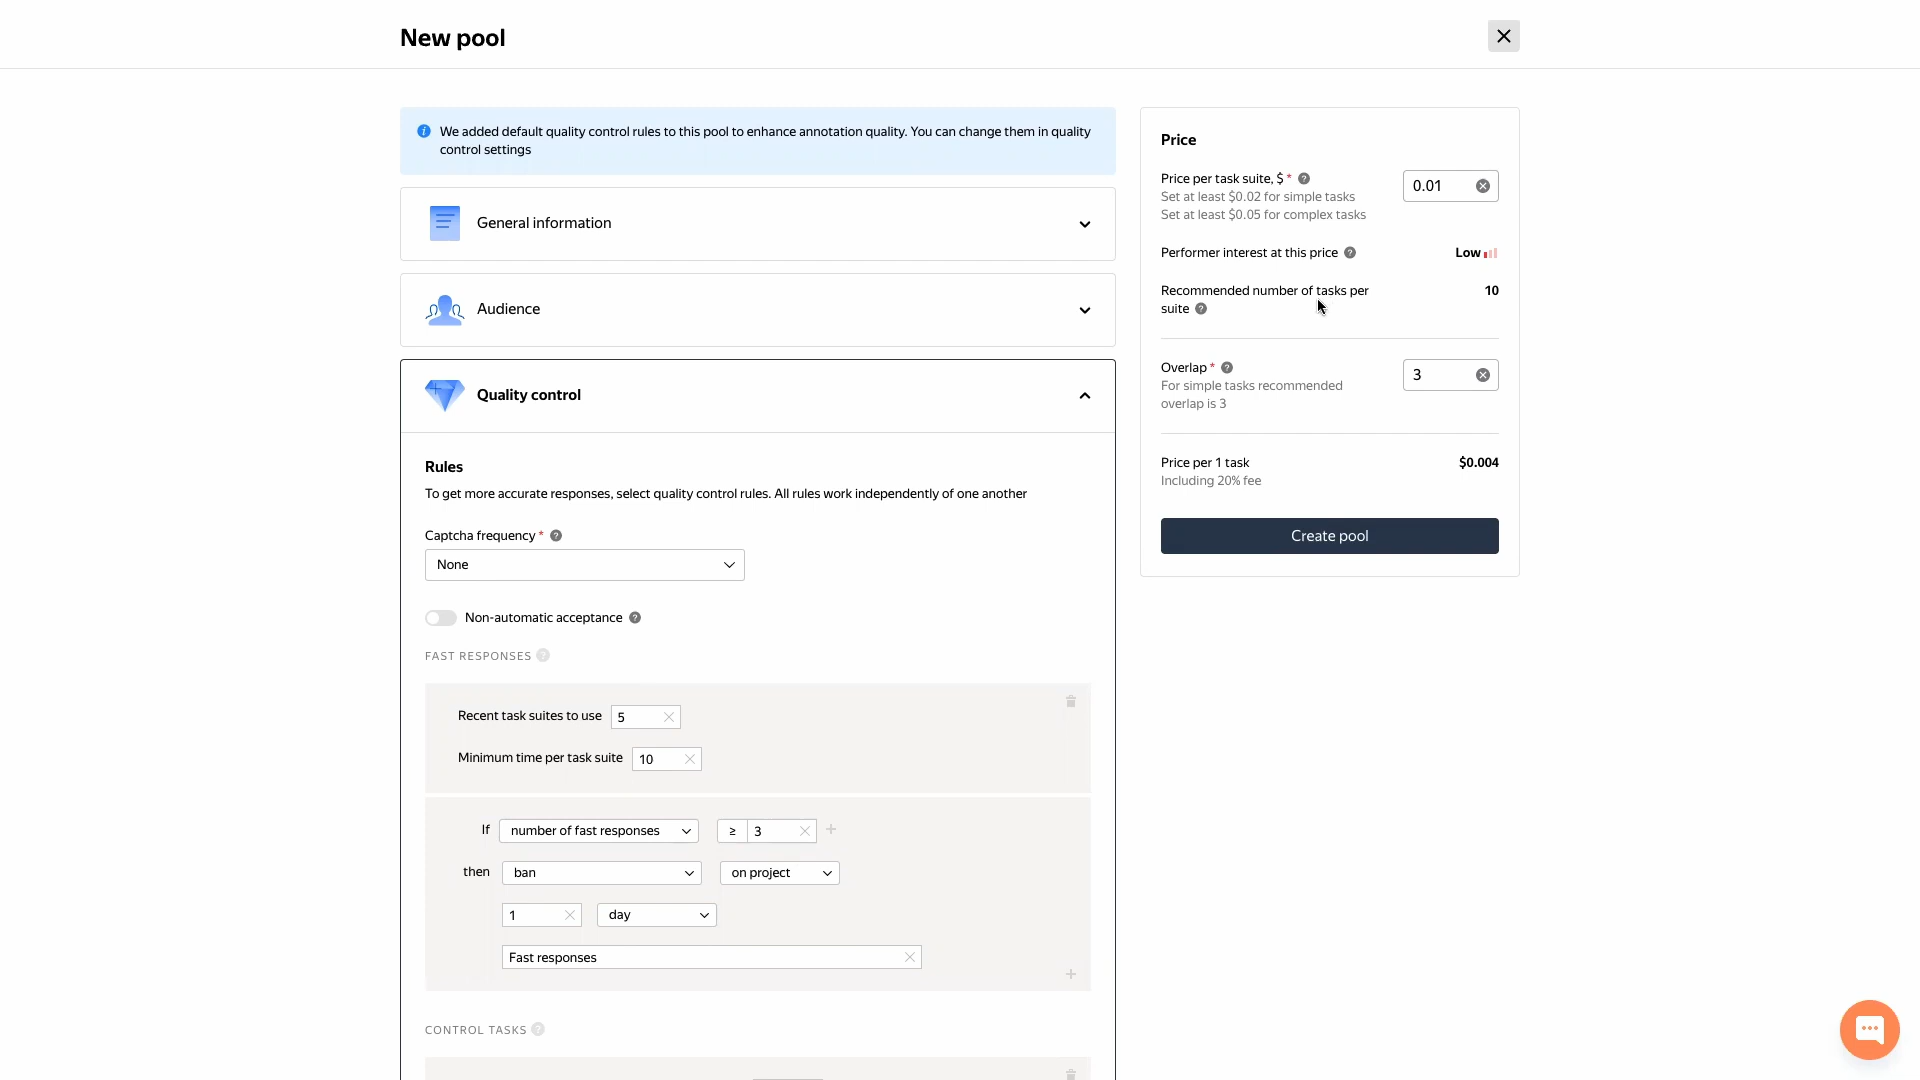 New pool
We added default quality control rules to this pool to enhance annotation quality. You can change them in quality
control settings
General information
Audience
Quality control
Rules
To get more accurate responses, select quality control rules. All rules work independently of one another
Captcha frequency *
None
Non-automatic acceptance
FAST RESPONSES
Recent task suites to use 5
Minimum time per task suite 10
If number of fast responses ≥ 3
then ban on project
1 day
Fast responses
CONTROL TASKS
Price
Price per task suite, $ * 0.01
Set at least $0.02 for simple tasks
Set at least $0.05 for complex tasks
Performer interest at this price Low
Recommended number of tasks per 10
suite
Overlap * 3
For simple tasks recommended
overlap is 3
Price per 1 task $0.004
Including 20% fee
Create pool